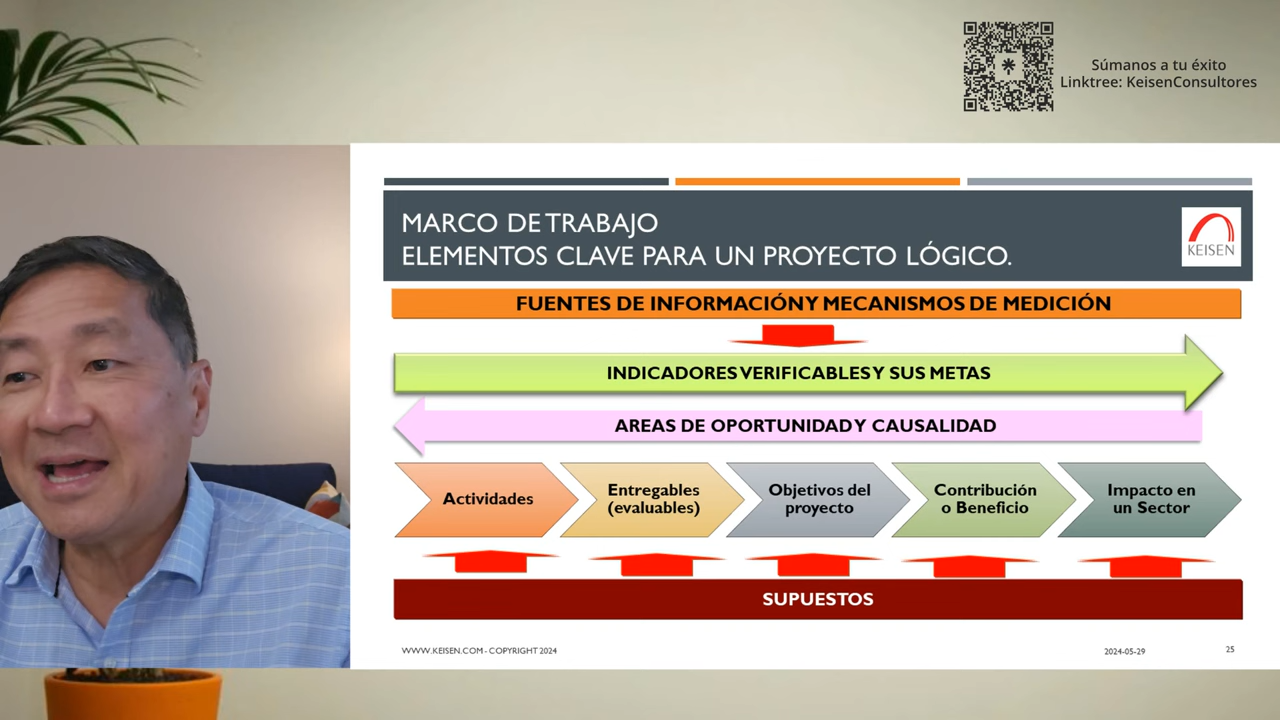 Súmanos a tu éxito
Linktree: KeisenConsultores
MARCO DE TRABAJO
ELEMENTOS CLAVE PARA UN PROYECTO LÓGICO.
KEISEN
FUENTES DE INFORMACIÓN Y MECANISMOS DE MEDICIÓN
INDICADORES VERIFICABLES Y SUS METAS
AREAS DE OPORTUNIDAD Y CAUSALIDAD
Actividades
Entregables
(evaluables)
Objetivos del
proyecto
Contribución
o Beneficio
Impacto en
un Sector
SUPUESTOS
WWW.KEISEN.COM - COPYRIGHT 2024
2024-05-29
25